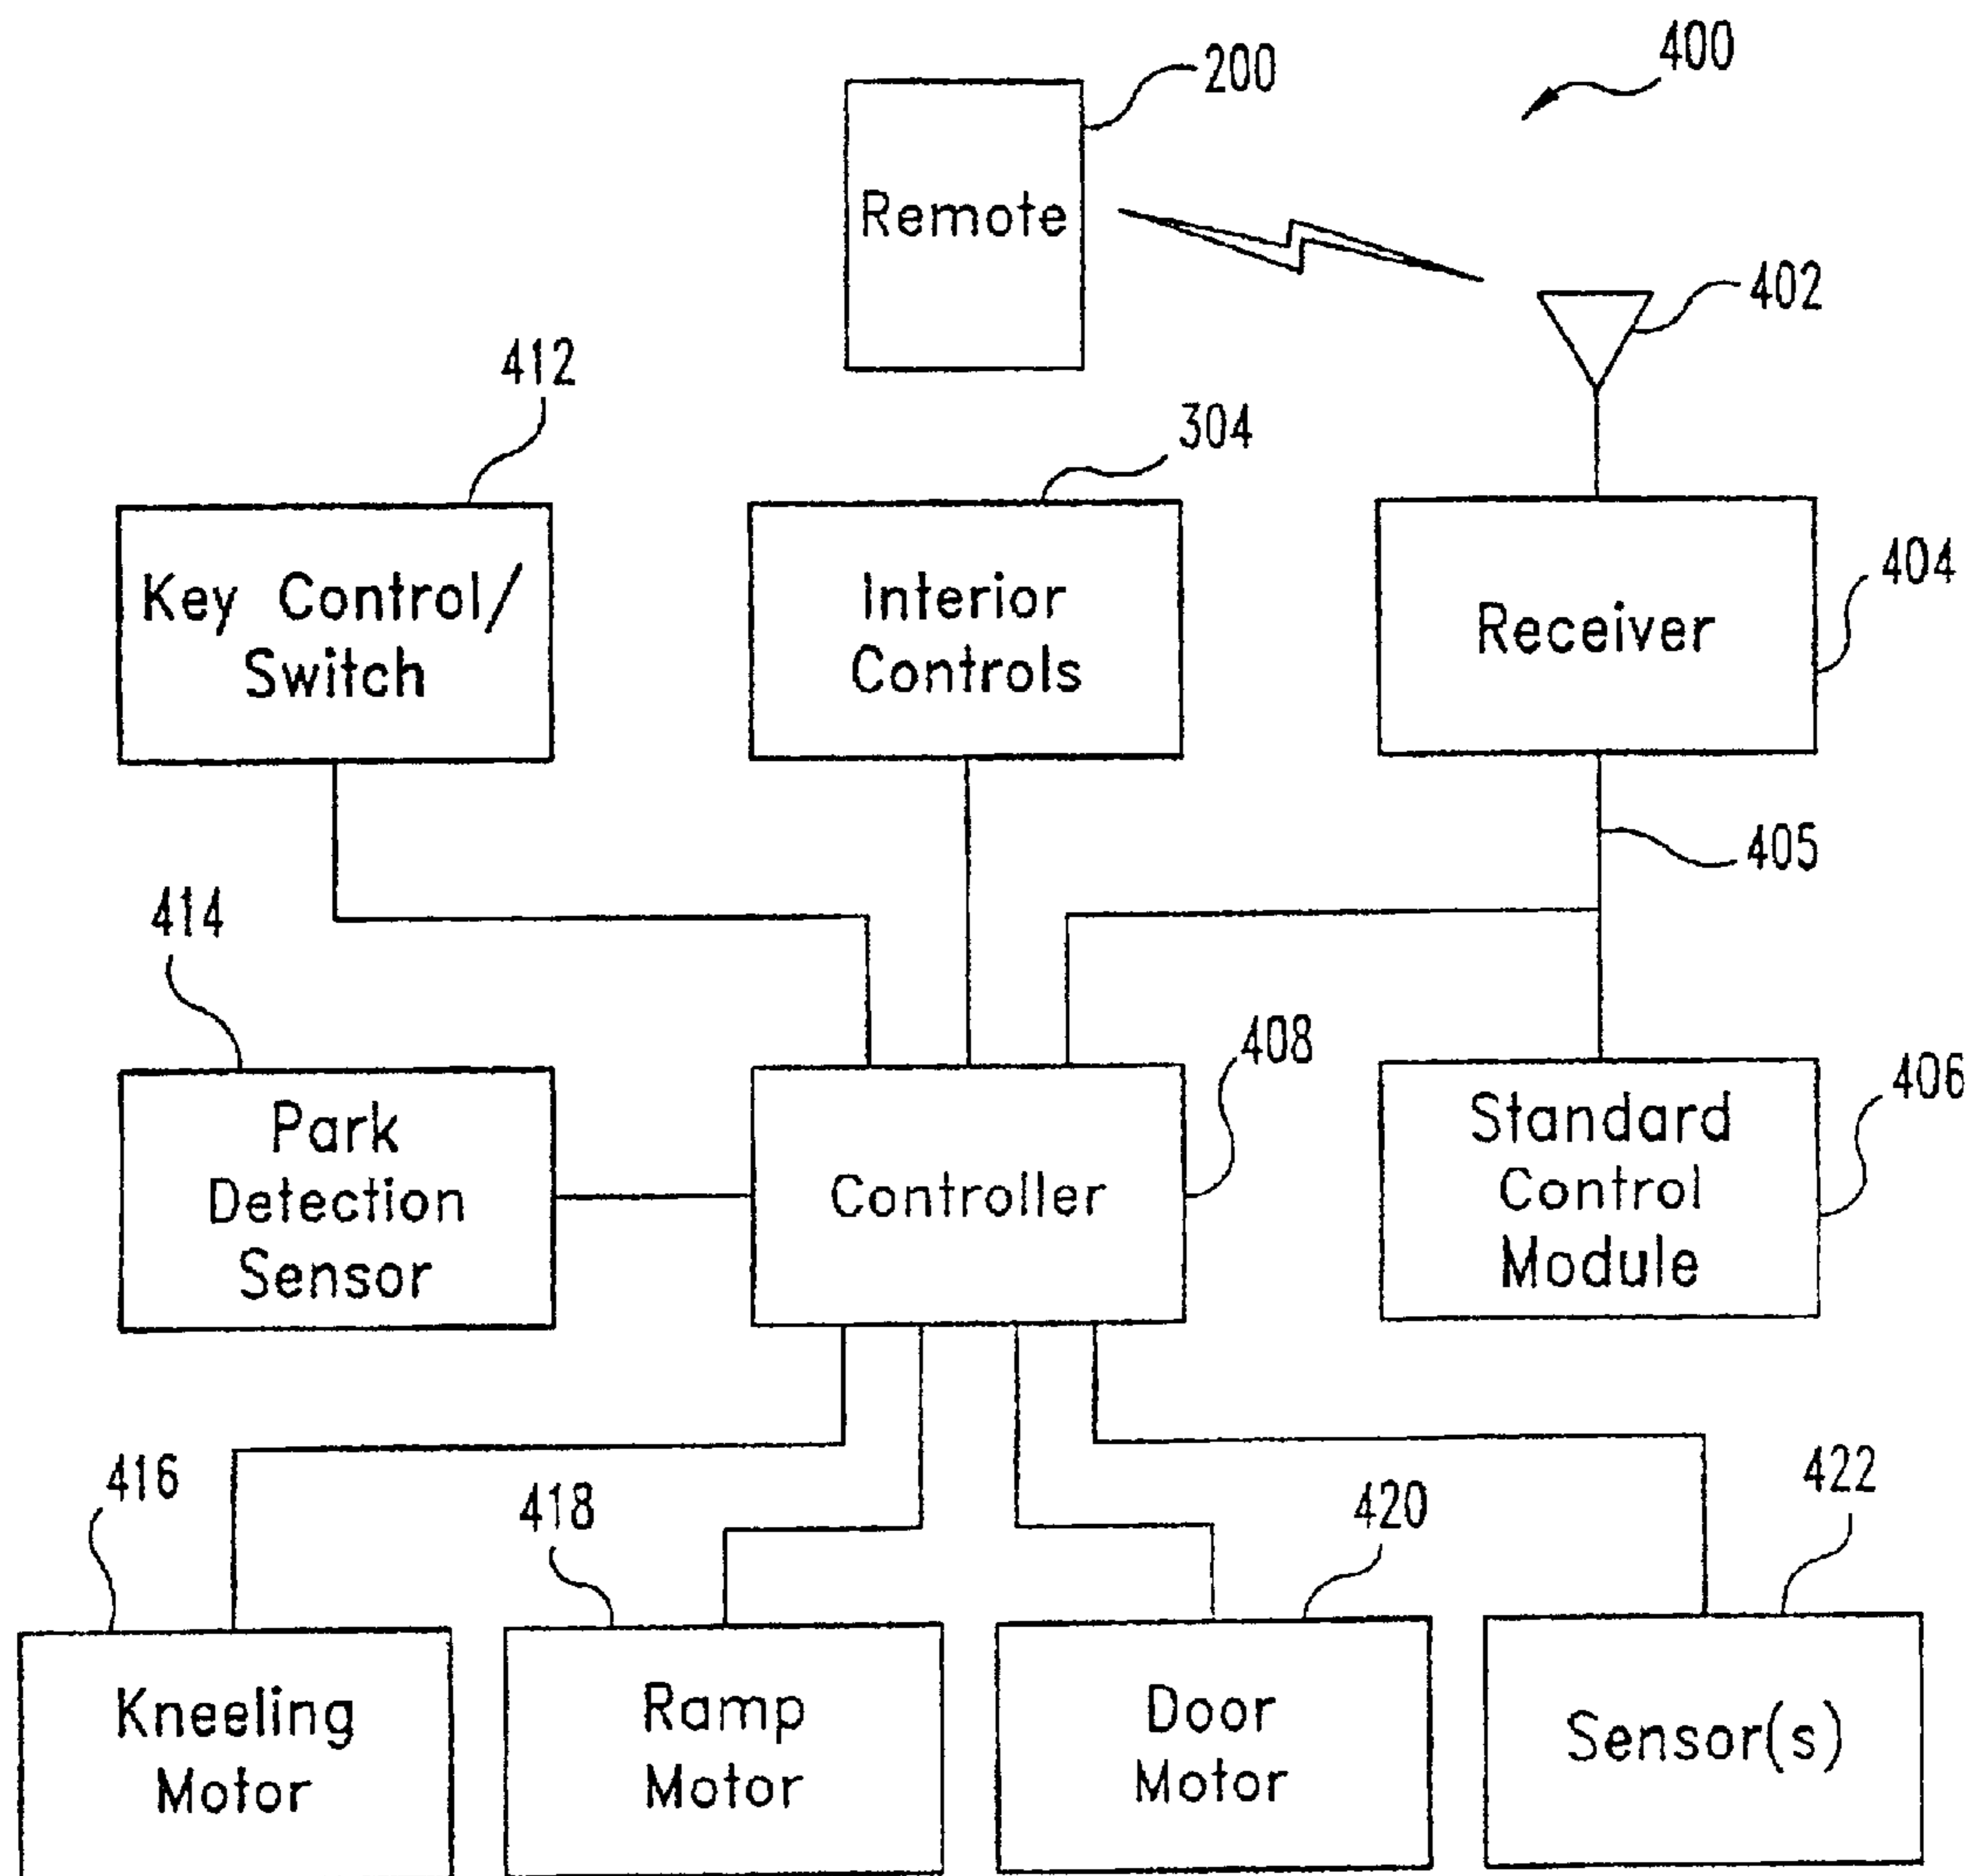 400
200
Remote
402
412
304
Key Control/
Switch
Interior
Controls
Receiver
404
405
414
408
406
Park
Detection
Sensor
Controller
Standard
Control
Module
416
418
420
422
Kneeling
Motor
Ramp
Motor
Door
Motor
Sensor(s)